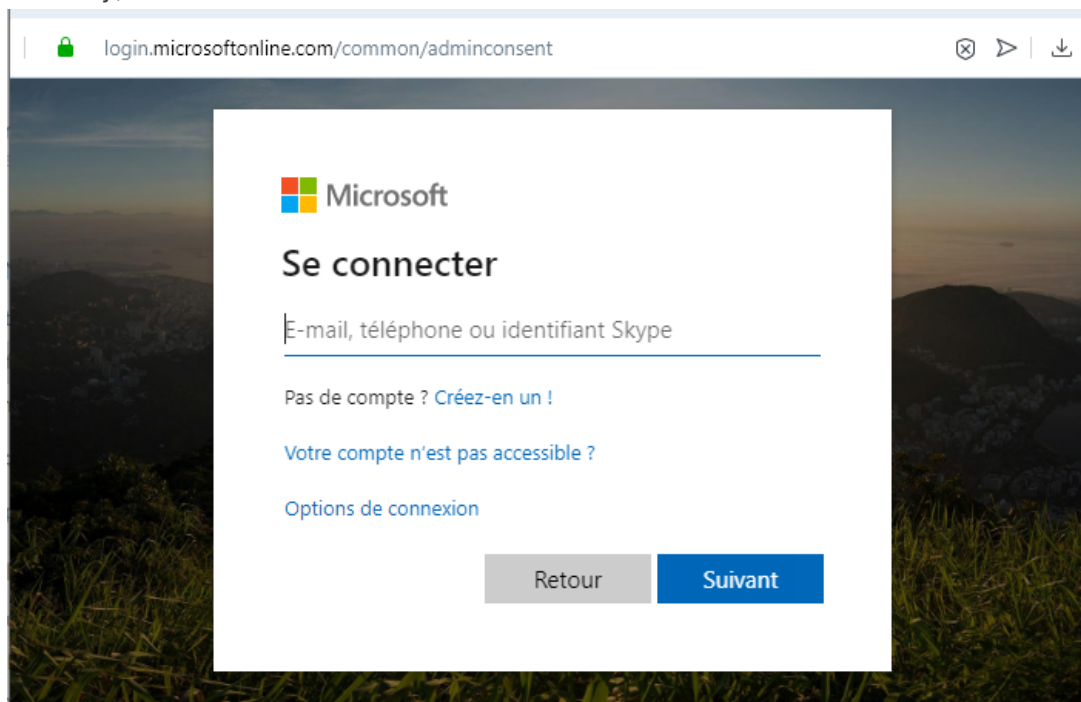 login.microsoftonline.com/common/adminconsent
Microsoft
Se connecter
E-mail, téléphone ou identifiant Skype
Pas de compte ? Créez-en un !
Votre compte n'est pas accessible ?
Options de connexion
Retour Suivant